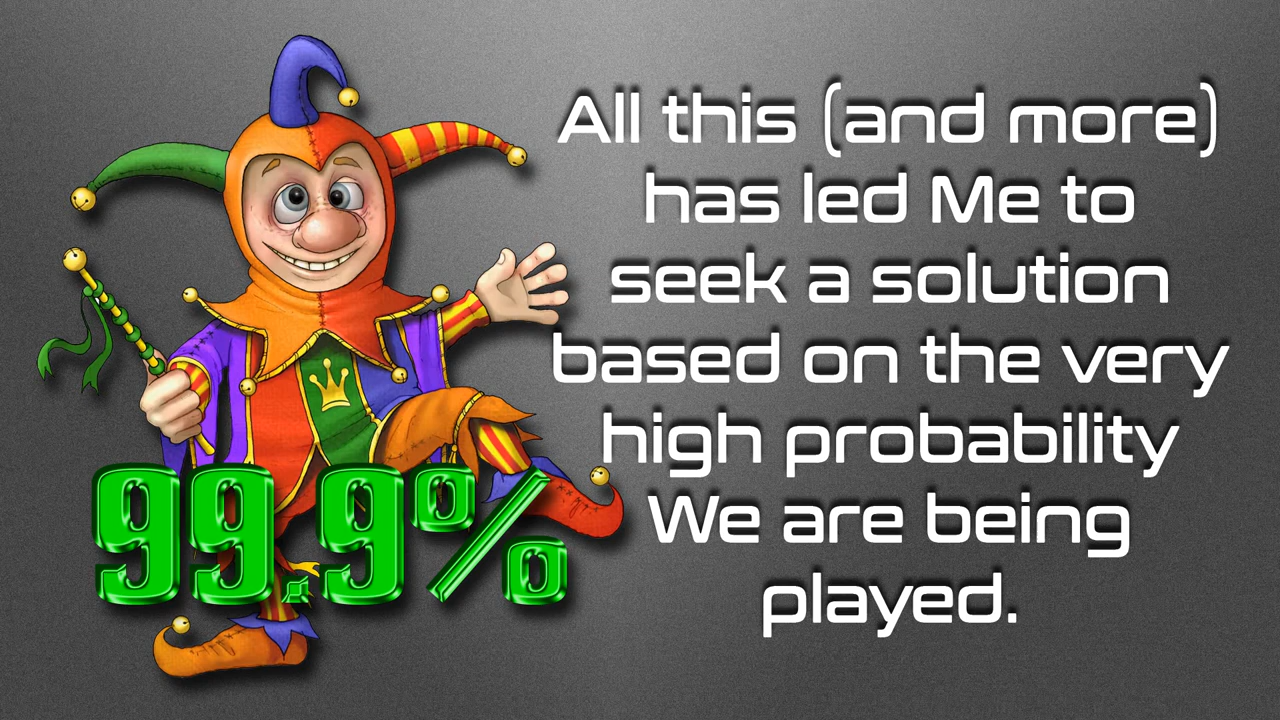 All this (and more)
has led Me to
seek a solution
based on the very
high probability
We are being
played.
99.9%